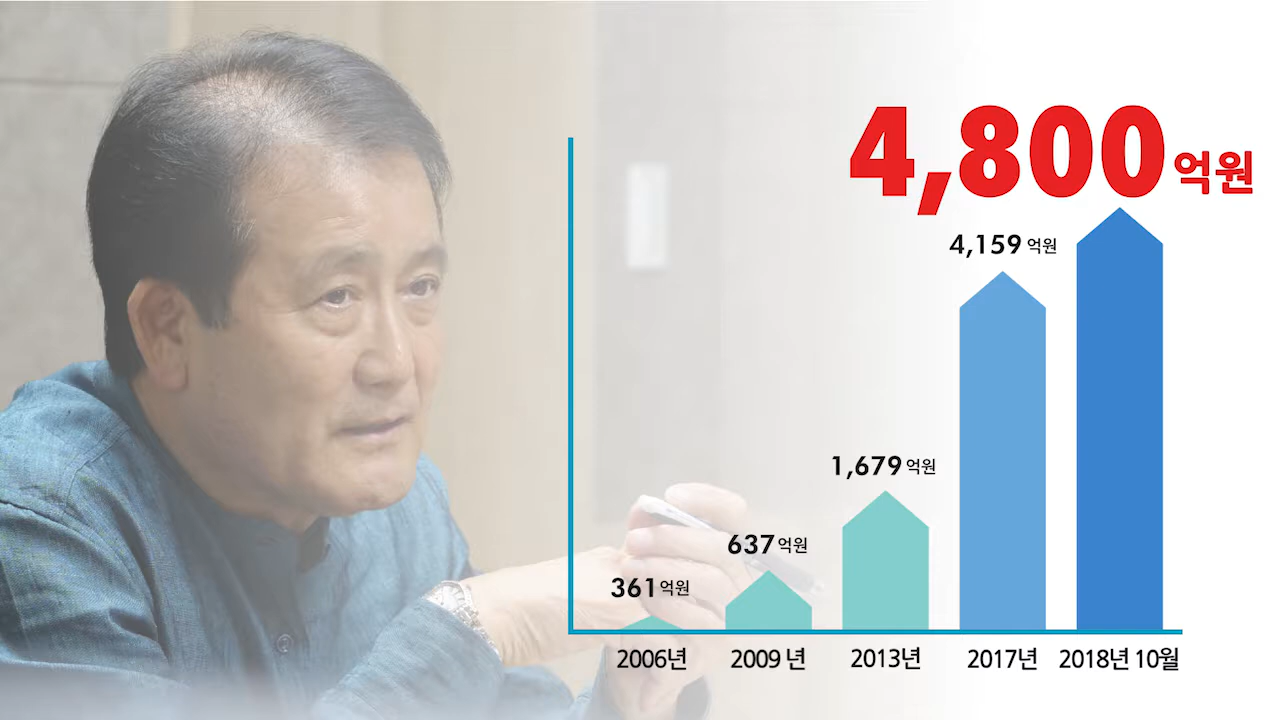 4,800억원
4,159 억원
1,679 억원
637억원
361억원
2006년 2009 년 2013년 2017년 2018년 10월